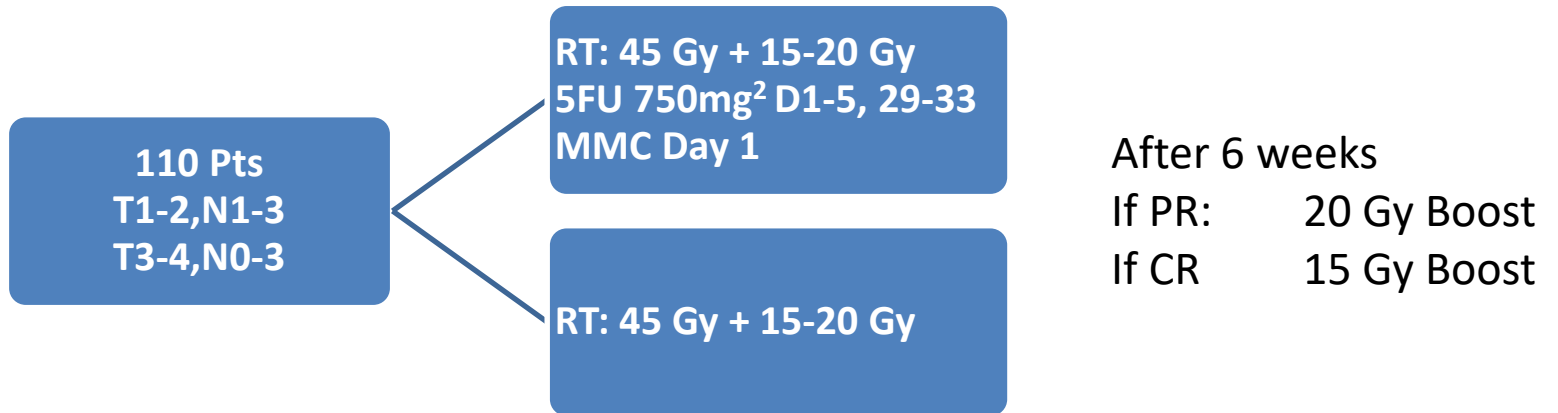 110 Pts
T1-2,N1-3
T3-4,N0-3
RT: 45 Gy + 15-20 Gy
5FU 750mg² D1-5, 29-33
MMC Day 1
RT: 45 Gy + 15-20 Gy
After 6 weeks
If PR: 20 Gy Boost
If CR 15 Gy Boost